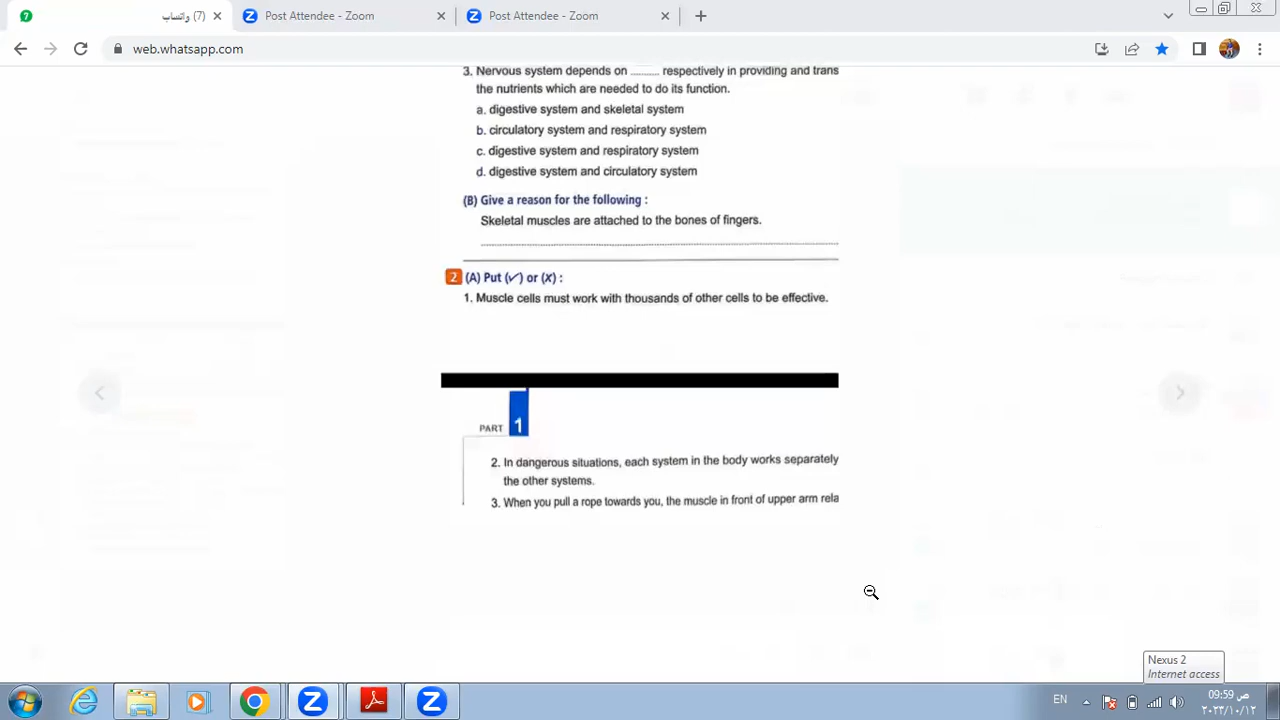 (7) واتساب
Post Attendee - Zoom
Post Attendee - Zoom
web.whatsapp.com
3. Nervous system depends on ......... respectively in providing and trans
the nutrients which are needed to do its function.
a. digestive system and skeletal system
b. circulatory system and respiratory system
c. digestive system and respiratory system
d. digestive system and circulatory system
(B) Give a reason for the following :
Skeletal muscles are attached to the bones of fingers.
2 (A) Put (✓) or (x) :
1. Muscle cells must work with thousands of other cells to be effective.
PART 1
2. In dangerous situations, each system in the body works separately
the other systems.
3. When you pull a rope towards you, the muscle in front of upper arm rela
Nexus 2
Internet access
EN
09:59 ص
٢٠٢٣/١٠/١٢